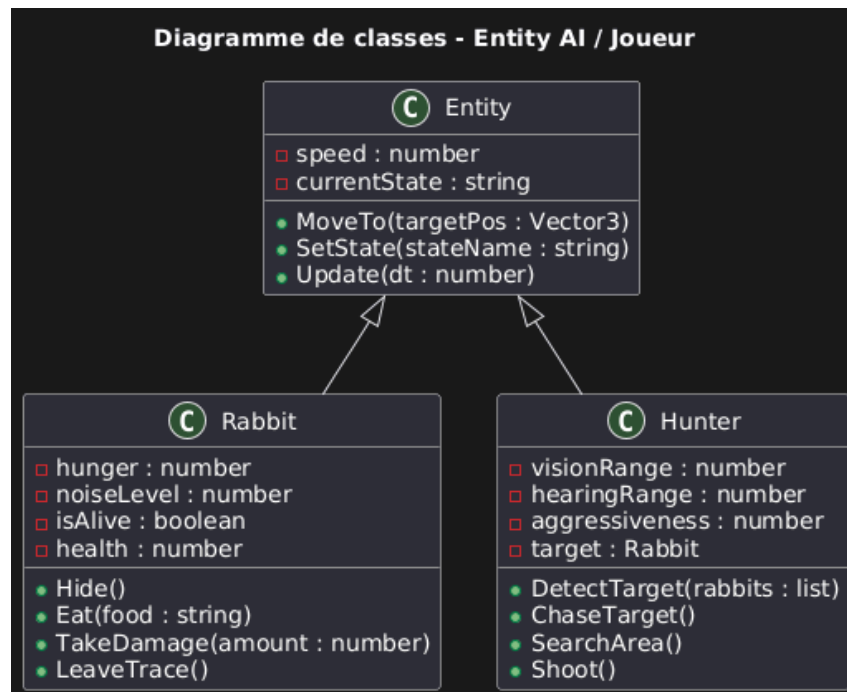 Diagramme de classes - Entity AI / Joueur
C Entity
speed : number
currentState : string
MoveTo(targetPos : Vector3)
SetState(stateName : string)
Update(dt : number)
C Rabbit
hunger : number
noiseLevel : number
isAlive : boolean
health : number
Hide()
Eat(food : string)
TakeDamage(amount : number)
LeaveTrace()
C Hunter
visionRange : number
hearingRange : number
aggressiveness : number
target : Rabbit
DetectTarget(rabbits : list)
ChaseTarget()
SearchArea()
Shoot()